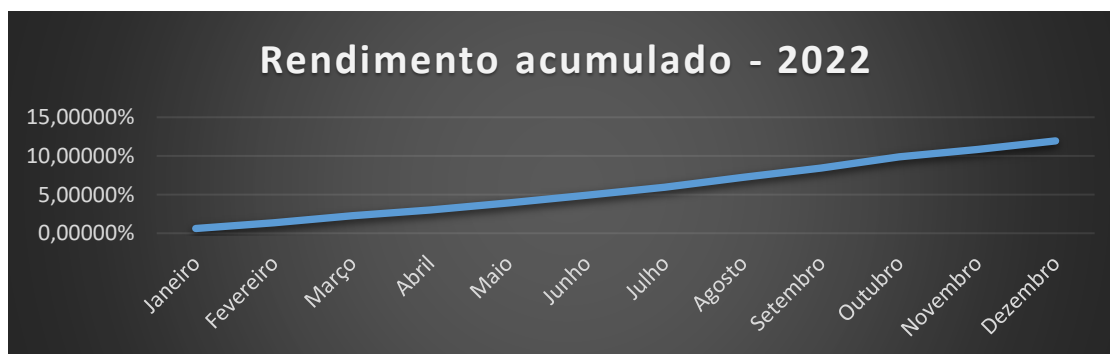 Rendimento acumulado - 2022
15,00000%
10,00000%
5,00000%
0,00000%
Janeiro
Fevereiro
Março
Abril
Maio
Junho
Julho
Agosto
Setembro
Outubro
Novembro
Dezembro